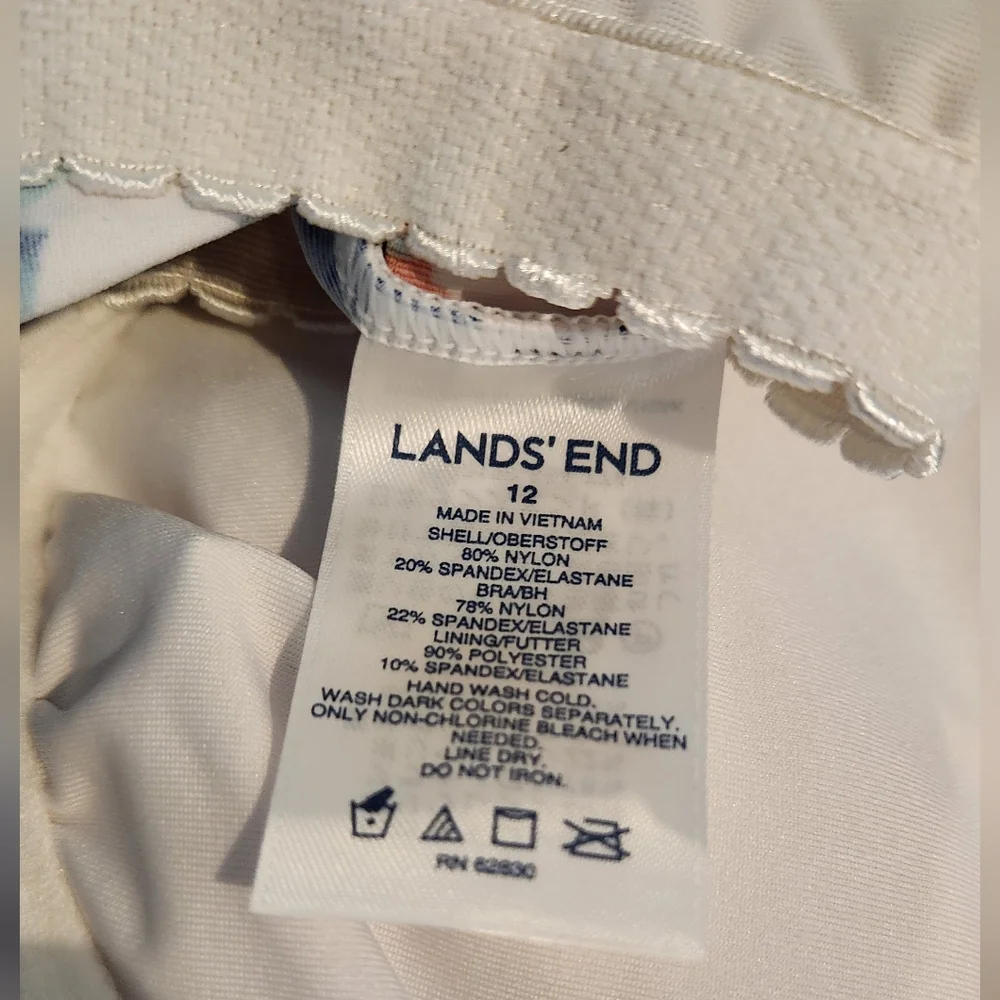 LANDS' END
12
MADE IN VIETNAM
SHELL/OBERSTOFF
80% NYLON
20% SPANDEX/ELASTANE
BRA/BH
78% NYLON
22% SPANDEX/ELASTANE
LINING/FUTTER
90% POLYESTER
10% SPANDEX/ELASTANE
HAND WASH COLD.
WASH DARK COLORS SEPARATELY.
ONLY NON-CHLORINE BLEACH WHEN
NEEDED.
LINE DRY.
DO NOT IRON.
RN 62830